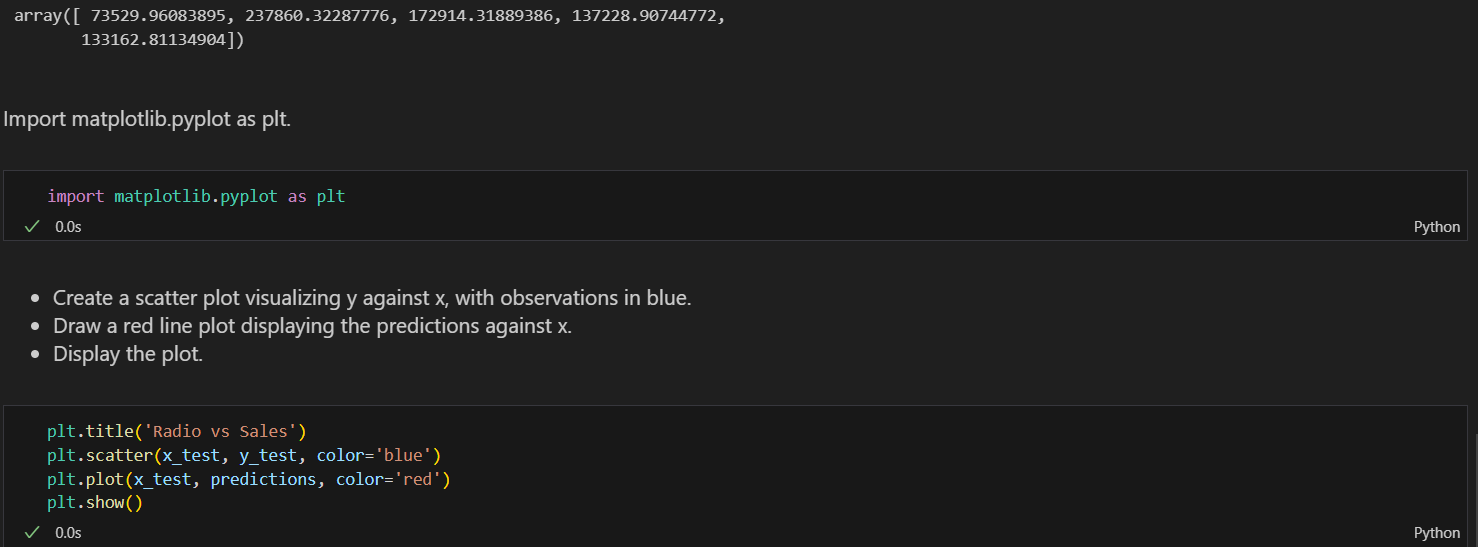 array([ 73529.96083895, 237860.32287776, 172914.31889386, 137228.90744772,
       133162.81134904])
Import matplotlib.pyplot as plt.
import matplotlib.pyplot as plt
✓ 0.0s Python
• Create a scatter plot visualizing y against x, with observations in blue.
• Draw a red line plot displaying the predictions against x.
• Display the plot.
plt.title('Radio vs Sales')
plt.scatter(x_test, y_test, color='blue')
plt.plot(x_test, predictions, color='red')
plt.show()
✓ 0.0s Python